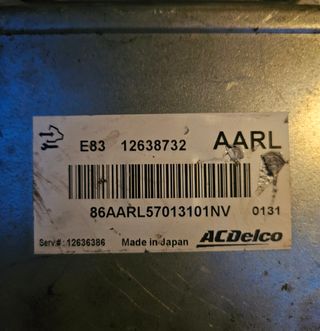 E83 12638732 AARL
86AARL57013101NV 0131
Serv.#: 12636386 Made in Japan ACDelco